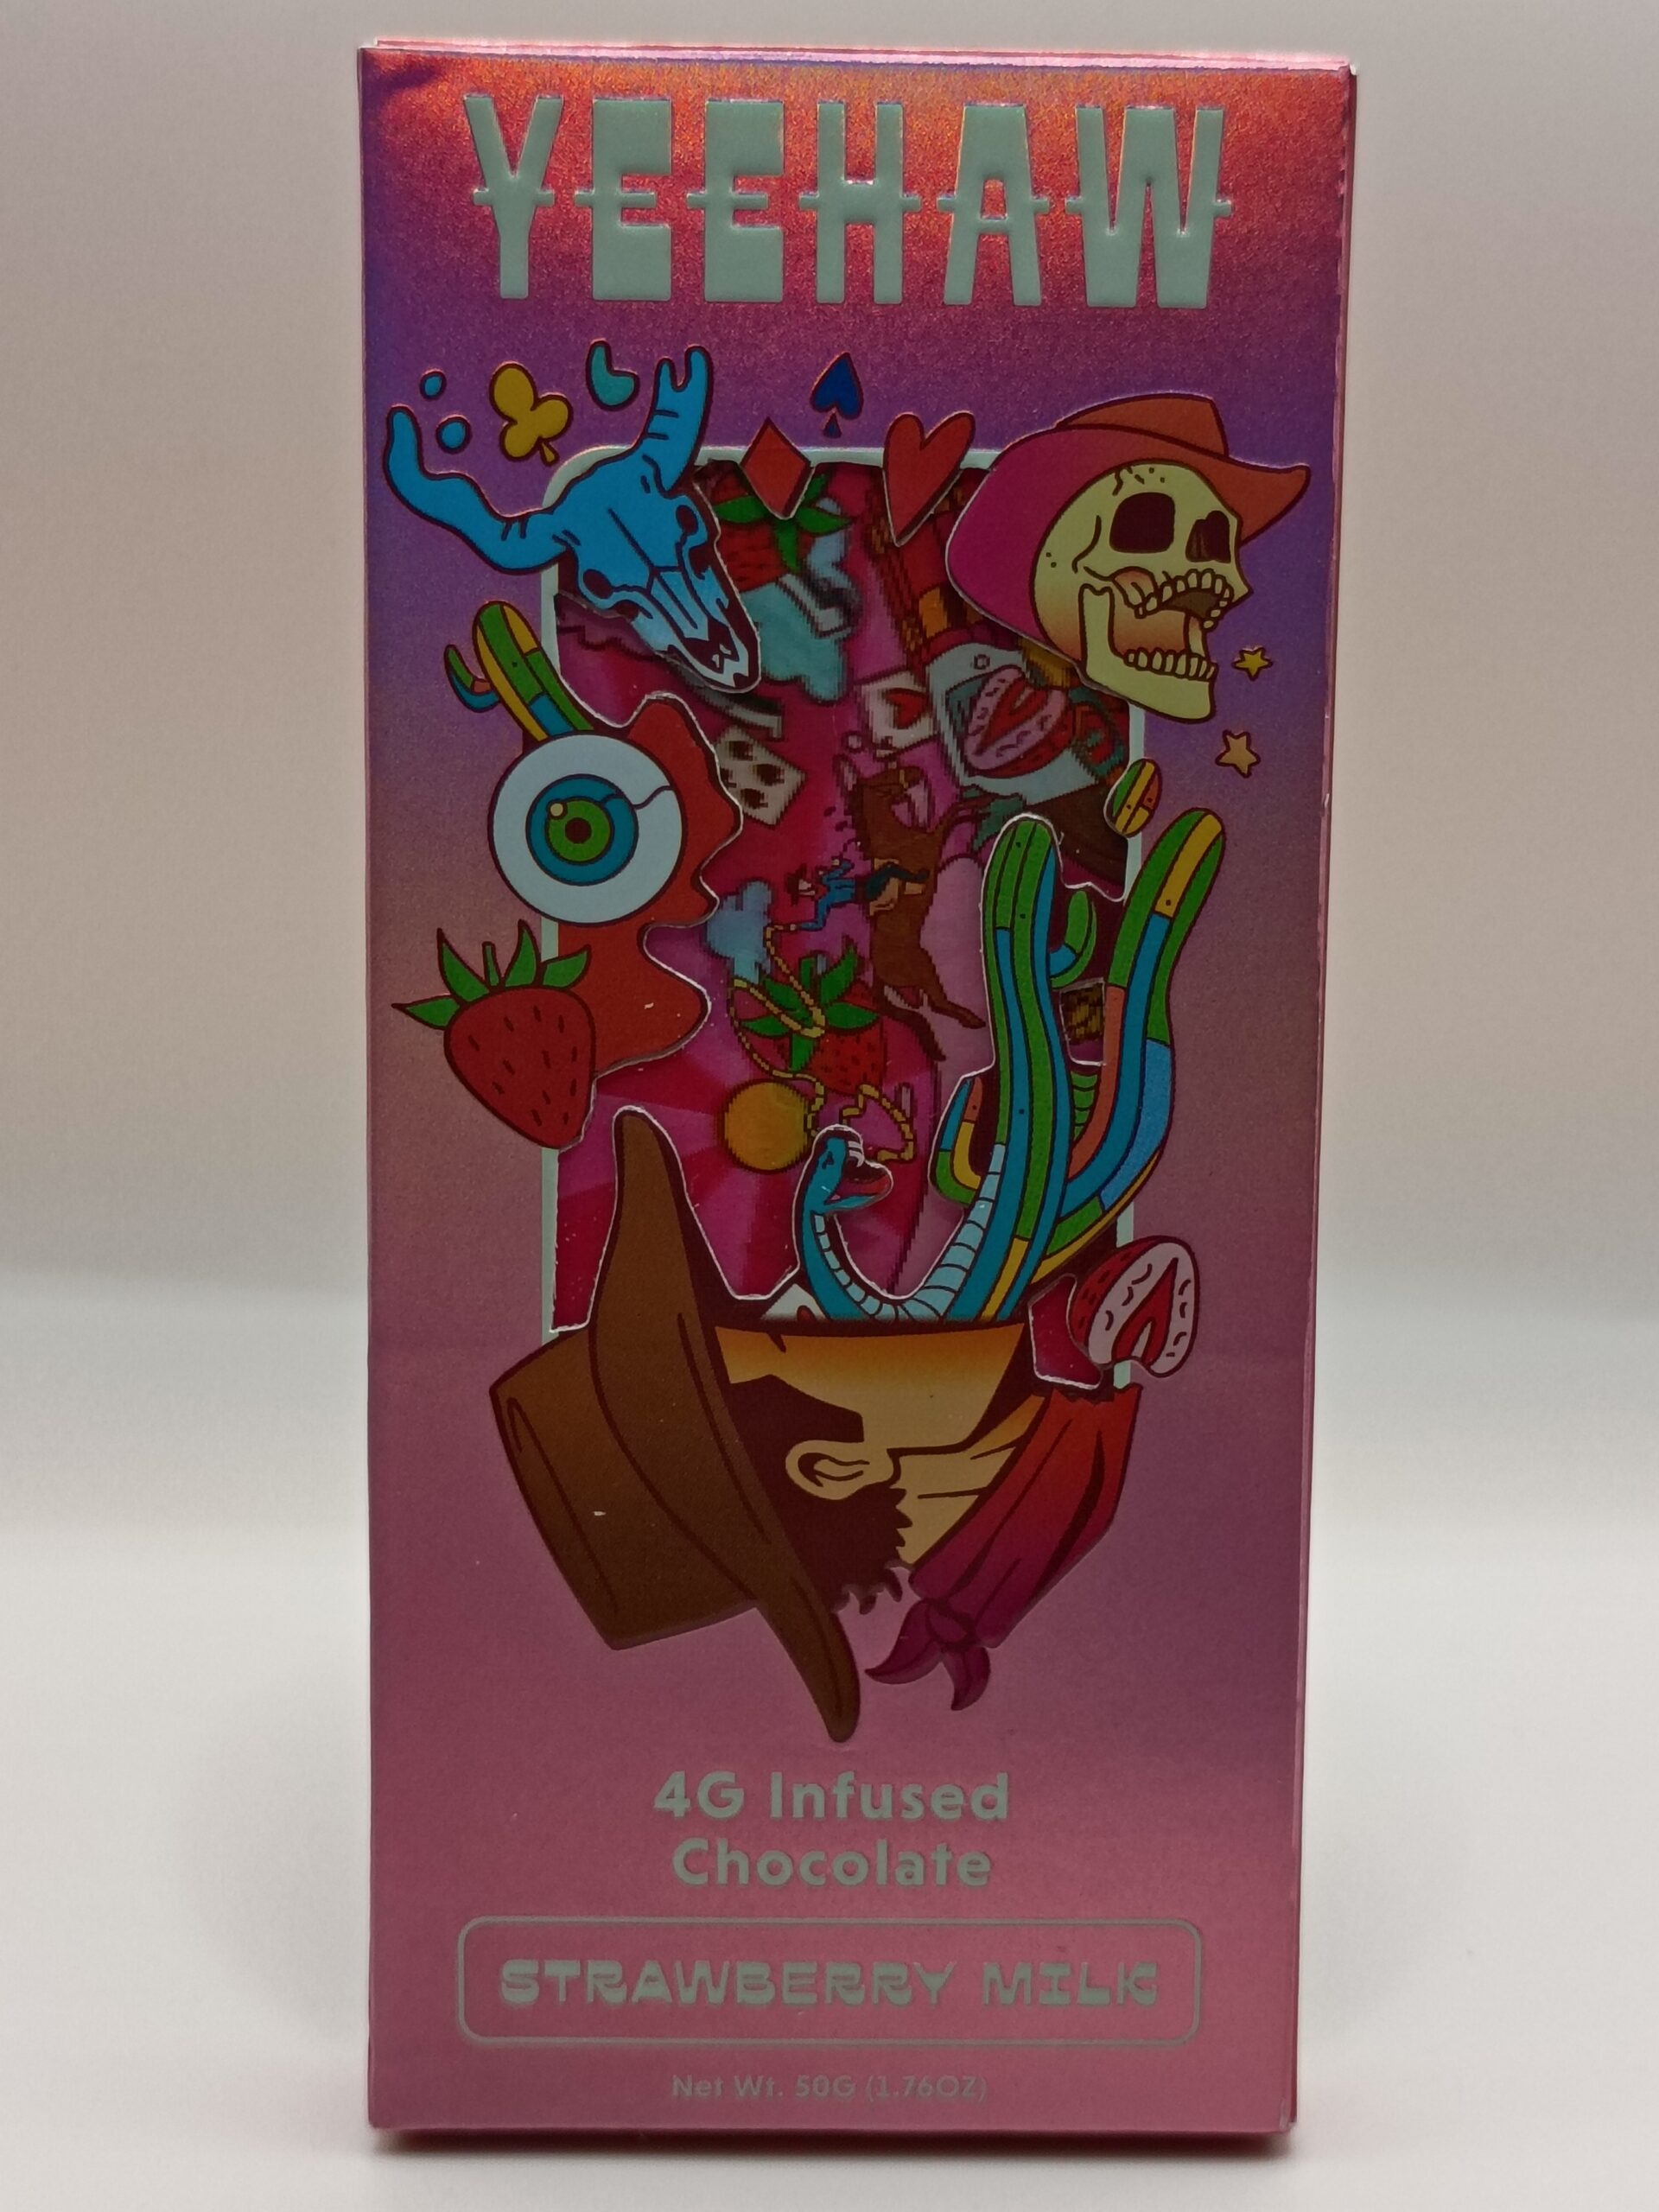 YEEHAW
4G Infused
Chocolate
STRAWBERRY MILK
Net Wt. 50G (1.76OZ)